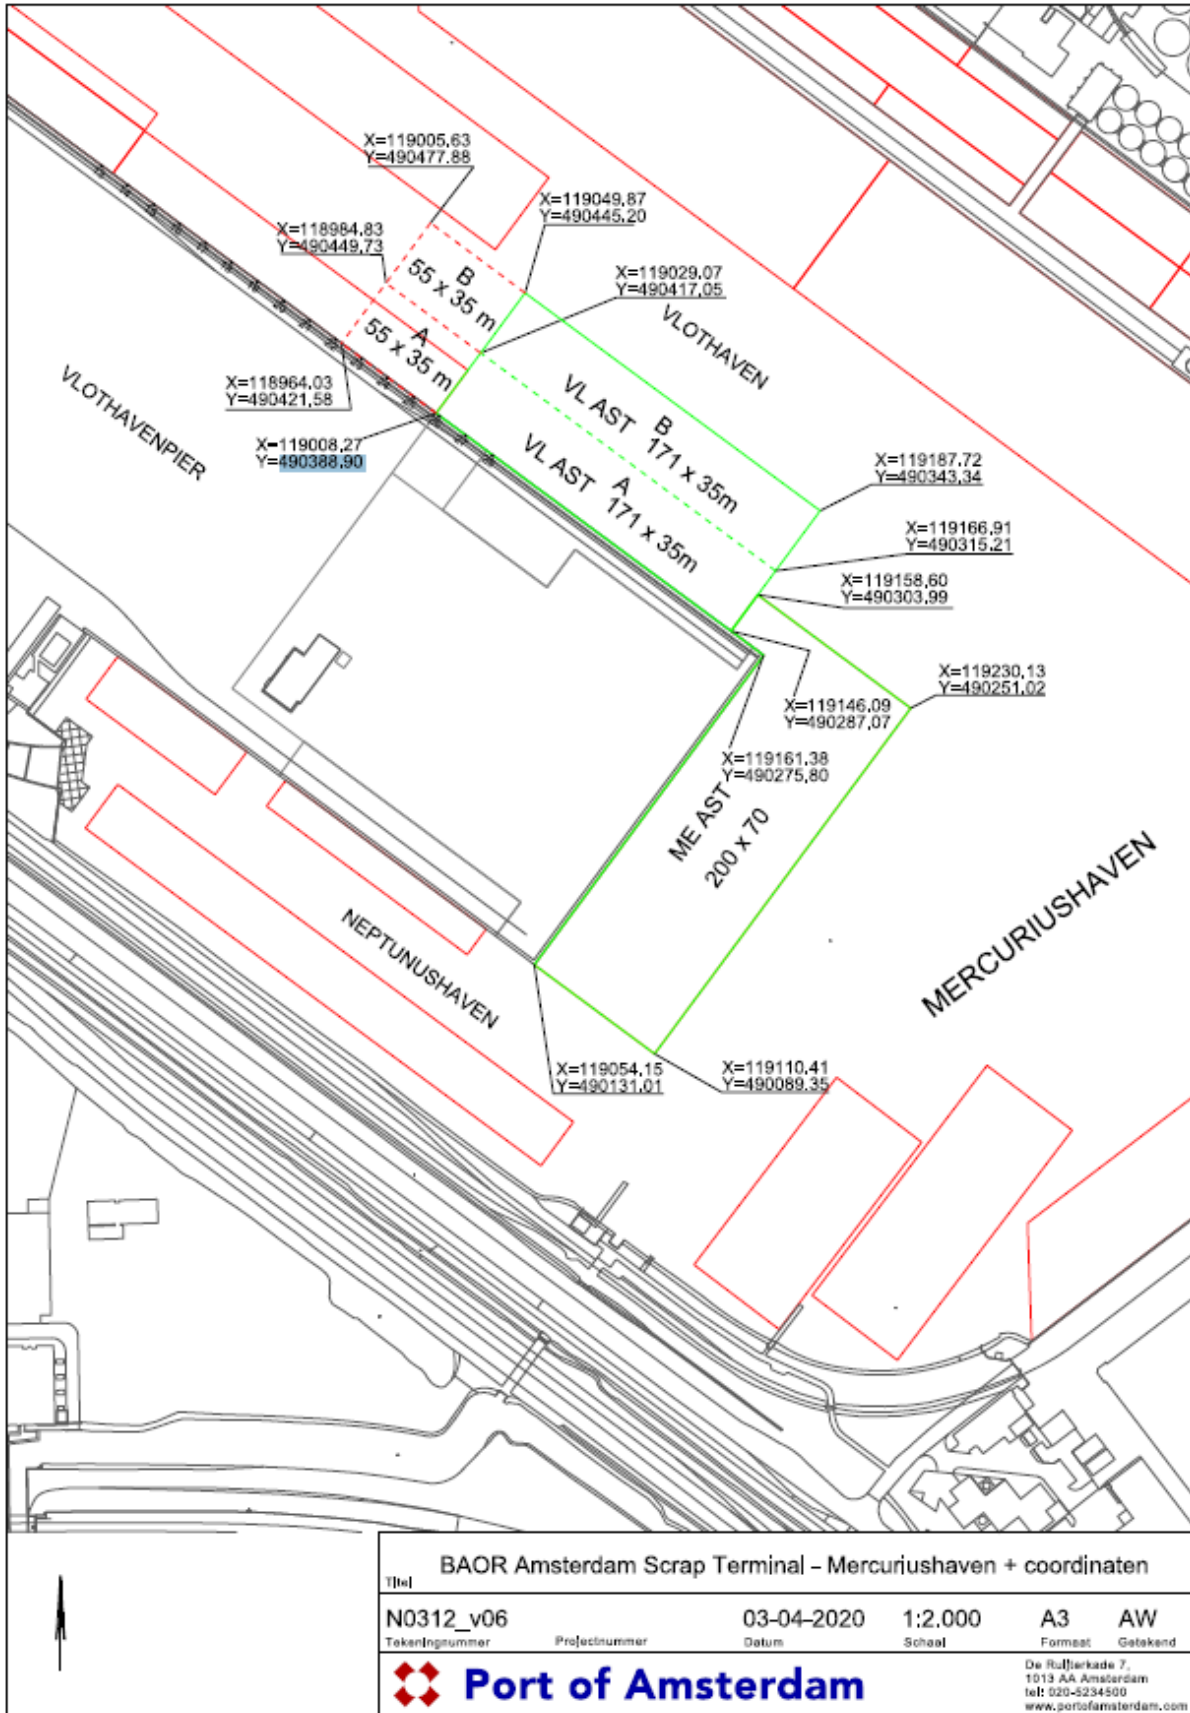 X=119005,63
Y=490477.88
X=119049,87
Y=490445.20
X=118984,83
Y=490449,73
B
55 x 35 m
X=119029,07
Y=490417,05
A
55 x 35 m
VLOTHAVEN
X=118964,03
Y=490421,58
VLOTHAVENPIER
X=119008,27
Y=490388,90
B
VL AST 171 x 35m
A
VL AST 171 x 35m
X=119187.72
Y=490343,34
X=119166,91
Y=490315.21
X=119158,60
Y=490303,99
X=119230,13
Y=490251,02
X=119146,09
Y=490287,07
X=119161,38
Y=490275,80
ME AST
200 x 70
MERCURIUSHAVEN
NEPTUNUSHAVEN
X=119054,15
Y=490131,01
X=119110,41
Y=490089,35
BAOR Amsterdam Scrap Terminal – Mercuriushaven + coordinaten
Titel
N0312_v06 03-04-2020 1:2.000 A3 AW
Tekeningnummer Projectnummer Datum Schaal Formaat Getekend
Port of Amsterdam
De Ruijterkade 7,
1013 AA Amsterdam
tel: 020-5234500
www.portofamsterdam.com